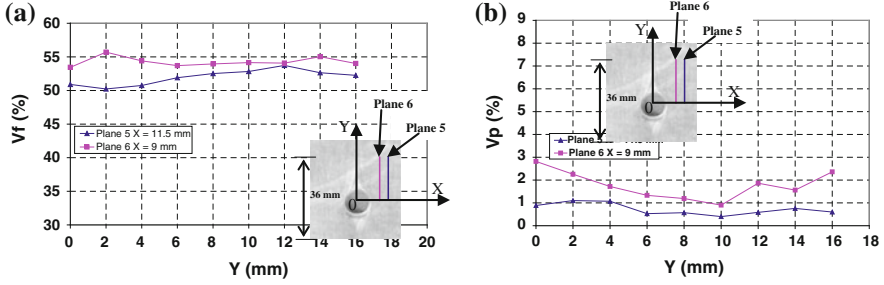 (a)
60
55
50
45
40
35
30
Vf (%)
Plane 5 X = 11.5 mm
Plane 6 X = 9 mm
Plane 6
Plane 5
Y
X
0
36 mm
0 2 4 6 8 10 12 14 16 18 20
Y (mm)
(b)
9
8
7
6
5
4
3
2
1
0
Vp (%)
Plane 6
Plane 5
Y
X
0
36 mm
Plane 5
Plane 6 X = 9 mm
0 2 4 6 8 10 12 14 16 18
Y (mm)